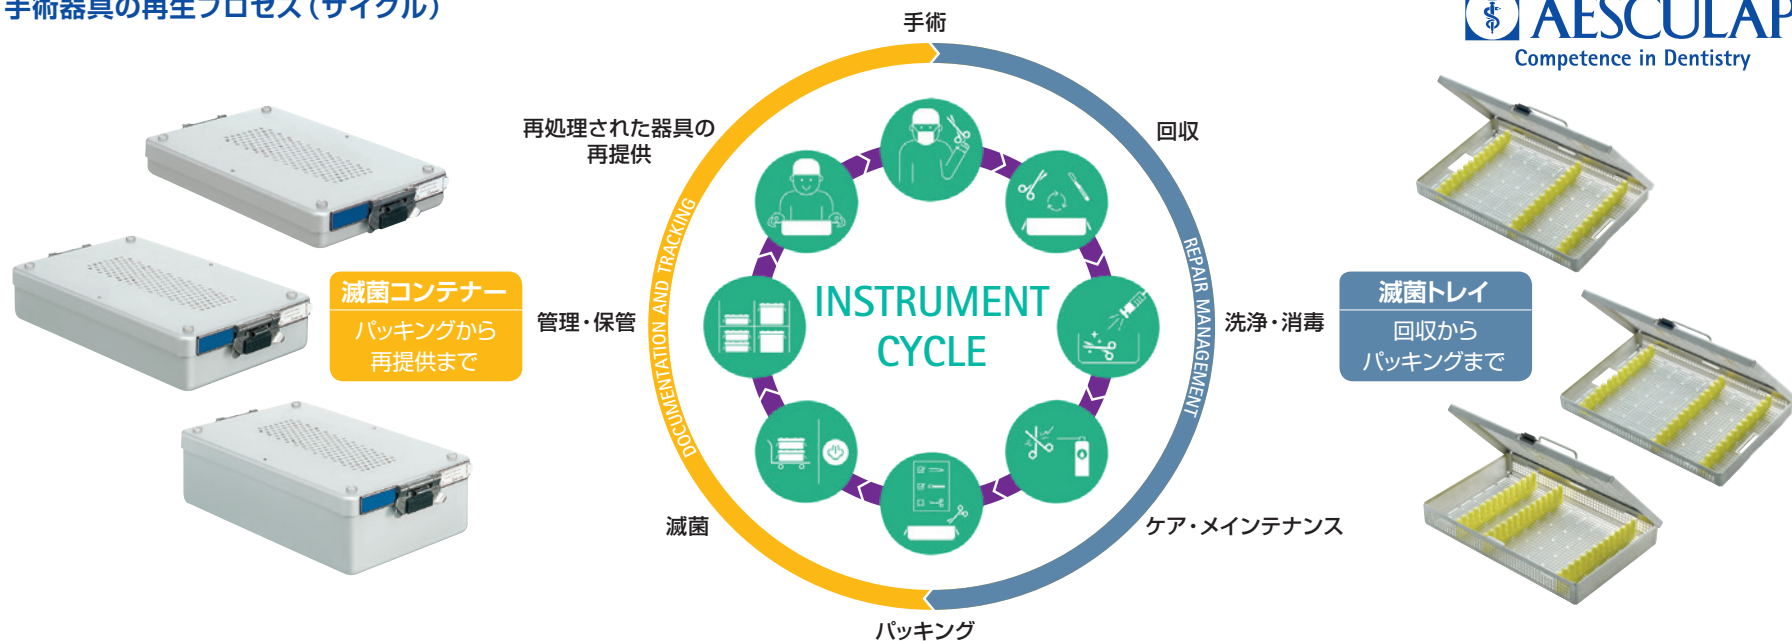 手術器具の再生プロセス（サイクル）
AESCULAP
Competence in Dentistry
手術
再処理された器具の
再提供
回収
滅菌コンテナー
パッキングから
再提供まで
管理・保管
DOCUMENTATION AND TRACKING
INSTRUMENT
CYCLE
REPAIR MANAGEMENT
洗浄・消毒
滅菌トレイ
回収から
パッキングまで
滅菌
ケア・メインテナンス
パッキング